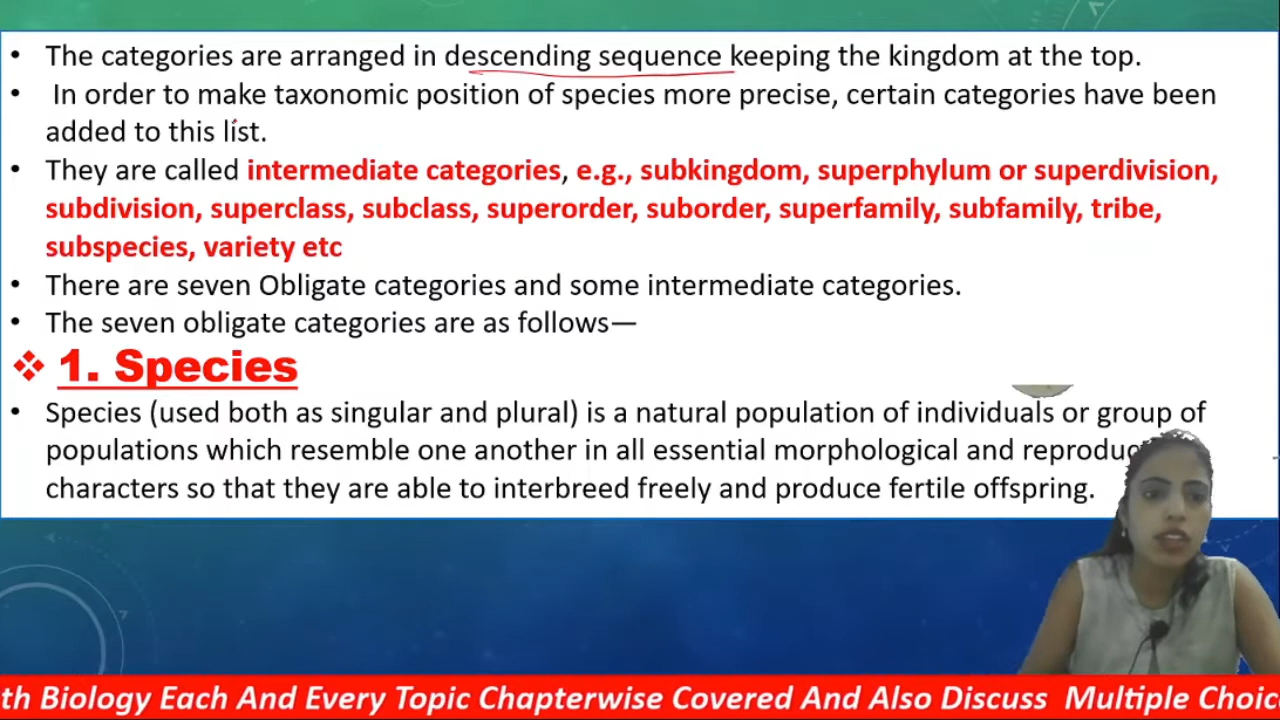 • The categories are arranged in descending sequence keeping the kingdom at the top.
• In order to make taxonomic position of species more precise, certain categories have been
added to this list.
• They are called intermediate categories, e.g., subkingdom, superphylum or superdivision,
subdivision, superclass, subclass, superorder, suborder, superfamily, subfamily, tribe,
subspecies, variety etc
• There are seven Obligate categories and some intermediate categories.
• The seven obligate categories are as follows—
❖ 1. Species
• Species (used both as singular and plural) is a natural population of individuals or group of
populations which resemble one another in all essential morphological and
characters so that they are able to interbreed freely and produce fertile offspring.
th Biology Each And Every Topic Chapterwise Covered And Also Discuss Multiple